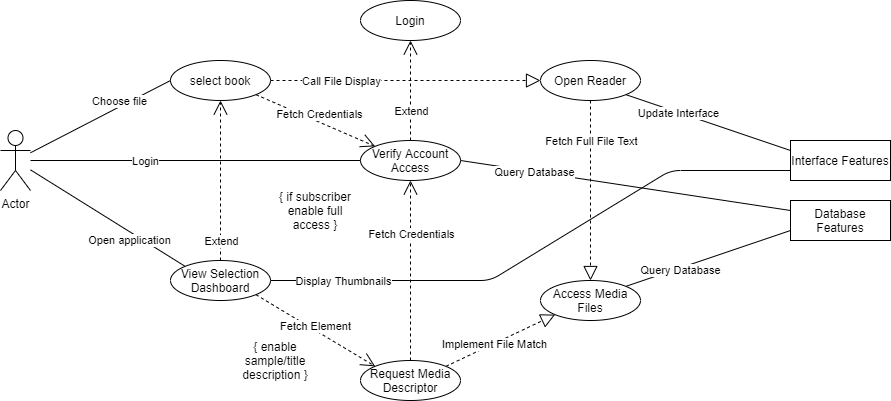 Login
select book
Call File Display
Open Reader
Choose file
Fetch Credentials
Extend
Update Interface
Fetch Full File Text
Actor
Login
Verify Account
Access
Query Database
Interface Features
{ if subscriber
enable full
access }
Database
Features
Open application
Extend
Fetch Credentials
View Selection
Dashboard
Display Thumbnails
Query Database
Access Media
Files
Fetch Element
{ enable
sample/title
description }
Implement File Match
Request Media
Descriptor